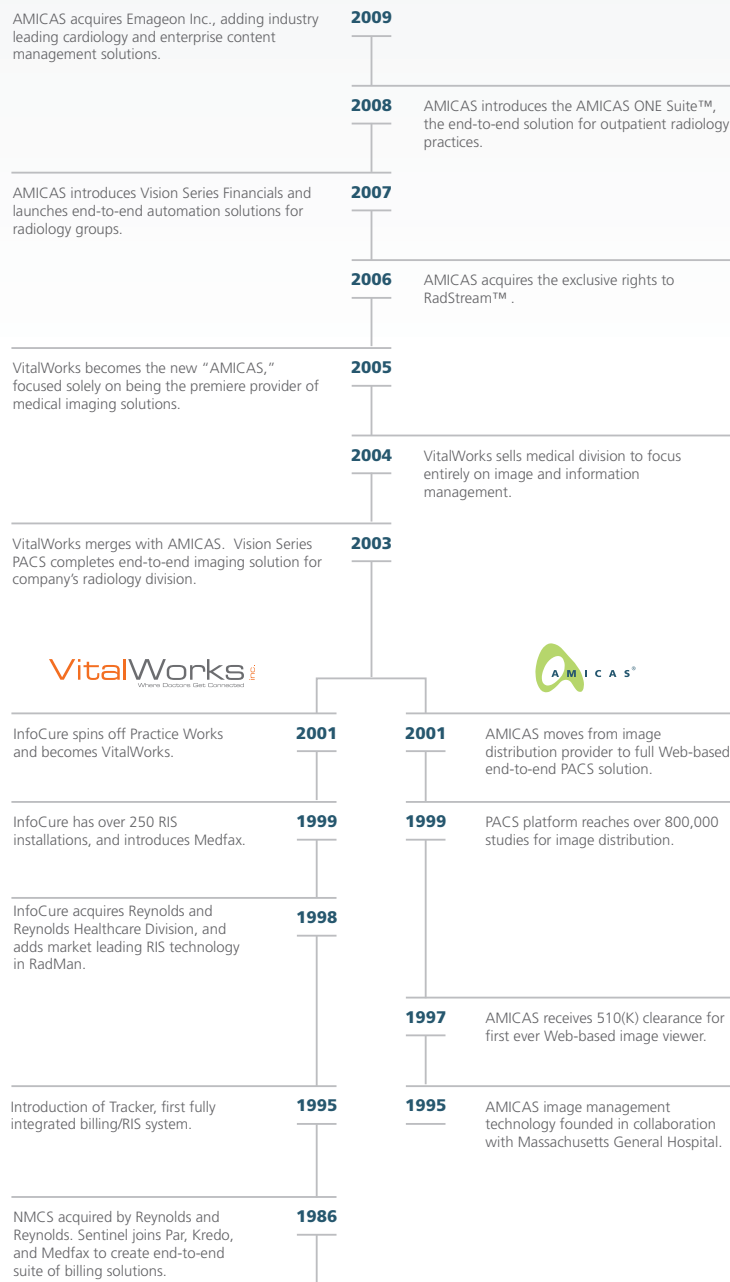 AMICAS acquires Emageon Inc., adding industry
leading cardiology and enterprise content
management solutions.
2009
2008
AMICAS introduces the AMICAS ONE Suite™,
the end-to-end solution for outpatient radiology
practices.
AMICAS introduces Vision Series Financials and
launches end-to-end automation solutions for
radiology groups.
2007
2006
AMICAS acquires the exclusive rights to
RadStream™ .
VitalWorks becomes the new “AMICAS,”
focused solely on being the premiere provider of
medical imaging solutions.
2005
2004
VitalWorks sells medical division to focus
entirely on image and information
management.
VitalWorks merges with AMICAS.  Vision Series
PACS completes end-to-end imaging solution for
company’s radiology division.
2003
VitalWorks inc.
Where Doctors Get Connected
AMICAS®
InfoCure spins off Practice Works
and becomes VitalWorks.
2001
2001
AMICAS moves from image
distribution provider to full Web-based
end-to-end PACS solution.
InfoCure has over 250 RIS
installations, and introduces Medfax.
1999
1999
PACS platform reaches over 800,000
studies for image distribution.
InfoCure acquires Reynolds and
Reynolds Healthcare Division, and
adds market leading RIS technology
in RadMan.
1998
1997
AMICAS receives 510(K) clearance for
first ever Web-based image viewer.
Introduction of Tracker, first fully
integrated billing/RIS system.
1995
1995
AMICAS image management
technology founded in collaboration
with Massachusetts General Hospital.
NMCS acquired by Reynolds and
Reynolds. Sentinel joins Par, Kredo,
and Medfax to create end-to-end
suite of billing solutions.
1986